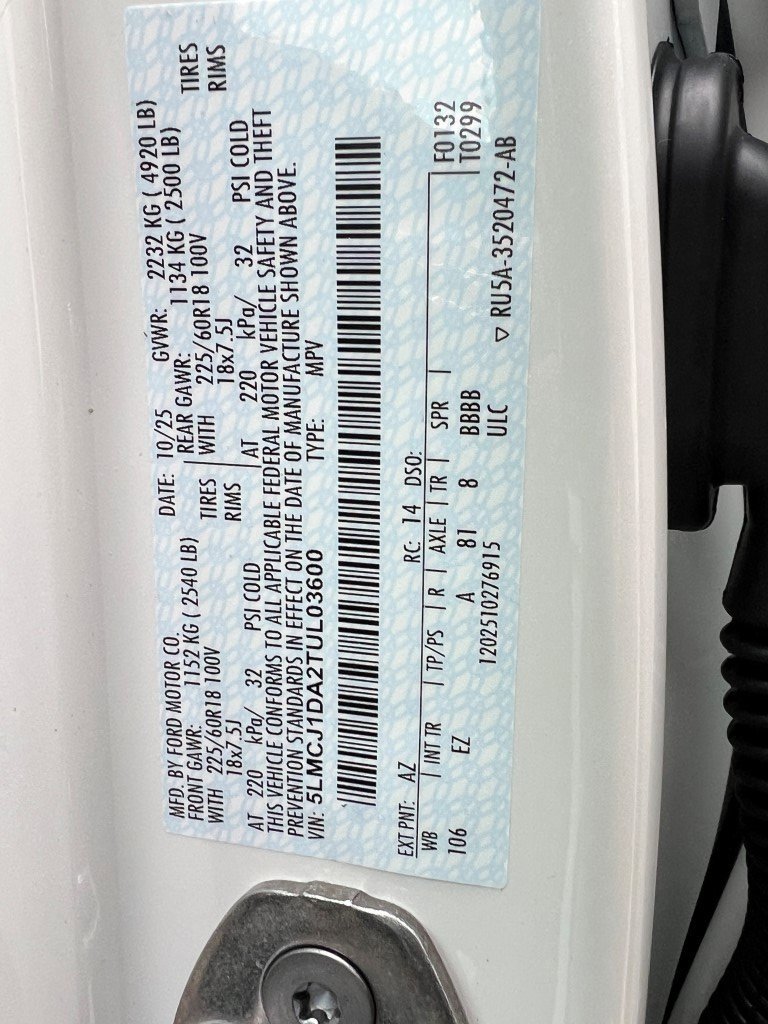 MFD. BY FORD MOTOR CO. DATE: 10/25 GVWR: 2232 KG ( 4920 LB)
FRONT GAWR: 1152 KG ( 2540 LB) REAR GAWR: 1134 KG ( 2500 LB)
WITH 225/60R18 100V TIRES WITH 225/60R18 100V TIRES
18x7.5J RIMS 18x7.5J RIMS
AT 220 kPa/ 32 PSI COLD AT 220 kPa/ 32 PSI COLD
THIS VEHICLE CONFORMS TO ALL APPLICABLE FEDERAL MOTOR VEHICLE SAFETY AND THEFT
PREVENTION STANDARDS IN EFFECT ON THE DATE OF MANUFACTURE SHOWN ABOVE.
VIN: 5LMCJ1DA2TUL03600 TYPE: MPV
EXT PNT: AZ RC: 14 DSO: F0132
WB INT TR TP/PS R AXLE TR SPR T0299
106 EZ A 81 8 BBBB
1202510276915 ULC ▽ RU5A-3520472-AB